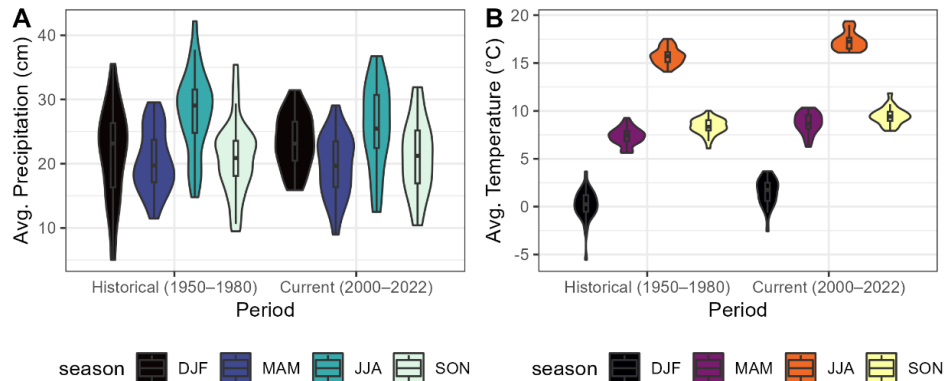 A
Avg. Precipitation (cm)
40
30
20
10
Historical (1950–1980) Current (2000–2022)
Period
season DJF MAM JJA SON
B
Avg. Temperature (°C)
20
15
10
5
0
-5
Historical (1950–1980) Current (2000–2022)
Period
season DJF MAM JJA SON